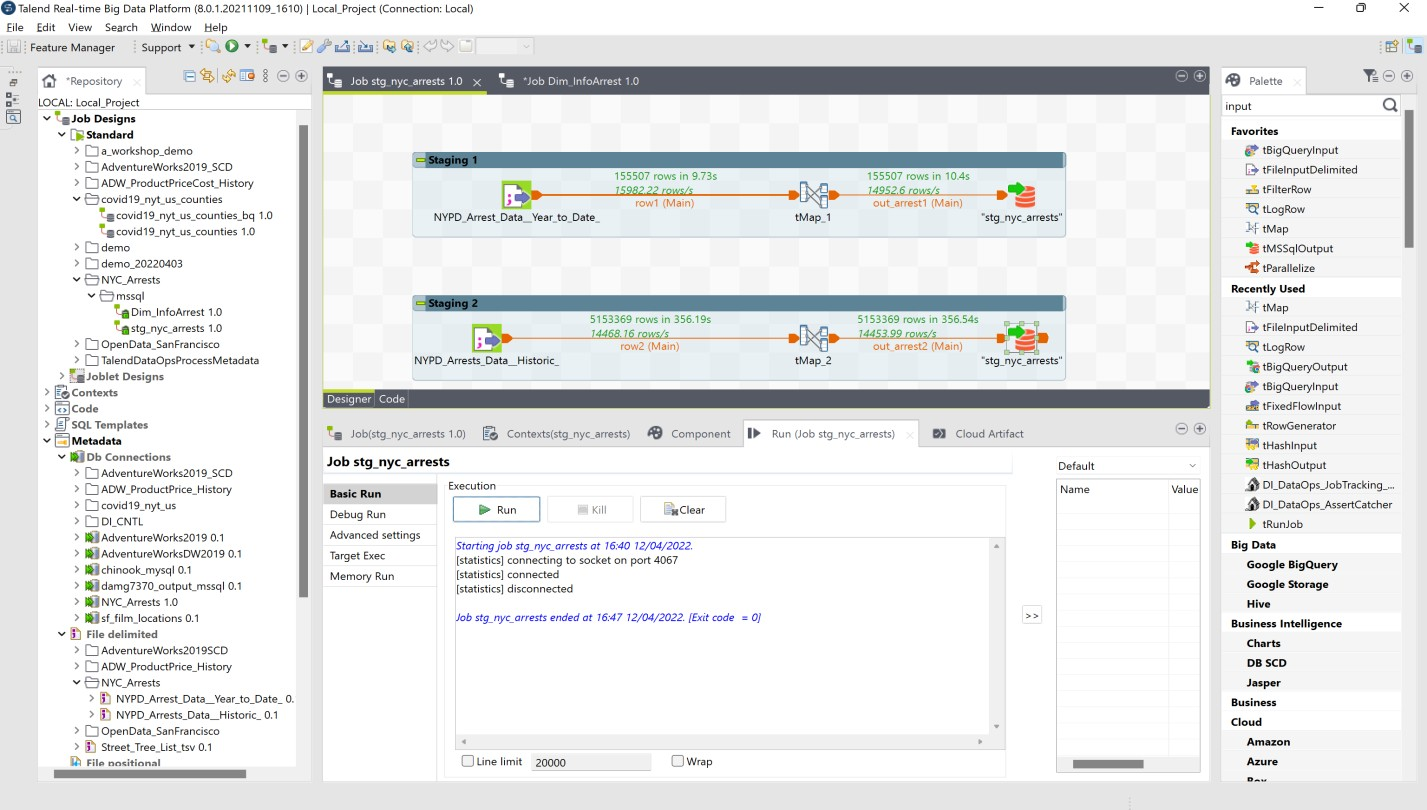 Talend Real-time Big Data Platform (8.0.1.20211109_1610) | Local_Project (Connection: Local)
File Edit View Search Window Help
Feature Manager Support
*Repository
LOCAL: Local_Project
Job Designs
Standard
a_workshop_demo
AdventureWorks2019_SCD
ADW_ProductPriceCost_History
covid19_nyt_us_counties
covid19_nyt_us_counties_bq 1.0
covid19_nyt_us_counties 1.0
demo
demo_20220403
NYC_Arrests
mssql
Dim_InfoArrest 1.0
stg_nyc_arrests 1.0
OpenData_SanFrancisco
TalendDataOpsProcessMetadata
Joblet Designs
Contexts
Code
SQL Templates
Metadata
Db Connections
AdventureWorks2019_SCD
ADW_ProductPrice_History
covid19_nyt_us
DI_CNTL
AdventureWorks2019 0.1
AdventureWorksDW2019 0.1
chinook_mysql 0.1
damg7370_output_mssql 0.1
NYC_Arrests 1.0
sf_film_locations 0.1
File delimited
AdventureWorks2019SCD
ADW_ProductPrice_History
NYC_Arrests
NYPD_Arrest_Data__Year_to_Date_ 0.
NYPD_Arrests_Data__Historic_ 0.1
OpenData_SanFrancisco
Street_Tree_List_tsv 0.1
File positional
Job stg_nyc_arrests 1.0
*Job Dim_InfoArrest 1.0
Staging 1
155507 rows in 9.73s
15982.22 rows/s
row1 (Main)
155507 rows in 10.4s
14952.6 rows/s
out_arrest1 (Main)
NYPD_Arrest_Data__Year_to_Date_
tMap_1
"stg_nyc_arrests"
Staging 2
5153369 rows in 356.19s
14468.16 rows/s
row2 (Main)
5153369 rows in 356.54s
14453.99 rows/s
out_arrest2 (Main)
NYPD_Arrests_Data__Historic_
tMap_2
"stg_nyc_arrests"
Designer Code
Job(stg_nyc_arrests 1.0)
Contexts(stg_nyc_arrests)
Component
Run (Job stg_nyc_arrests)
Cloud Artifact
Job stg_nyc_arrests
Basic Run
Debug Run
Advanced settings
Target Exec
Memory Run
Execution
Run
Kill
Clear
Starting job stg_nyc_arrests at 16:40 12/04/2022.
[statistics] connecting to socket on port 4067
[statistics] connected
[statistics] disconnected
Job stg_nyc_arrests ended at 16:47 12/04/2022. [Exit code = 0]
Line limit 20000
Wrap
>>
Default
Name Value
Palette
input
Favorites
tBigQueryInput
tFileInputDelimited
tFilterRow
tLogRow
tMap
tMSSqlOutput
tParallelize
Recently Used
tMap
tFileInputDelimited
tLogRow
tBigQueryOutput
tBigQueryInput
tFixedFlowInput
tRowGenerator
tHashInput
tHashOutput
DI_DataOps_JobTracking_...
DI_DataOps_AssertCatcher
tRunJob
Big Data
Google BigQuery
Google Storage
Hive
Business Intelligence
Charts
DB SCD
Jasper
Business
Cloud
Amazon
Azure
Box